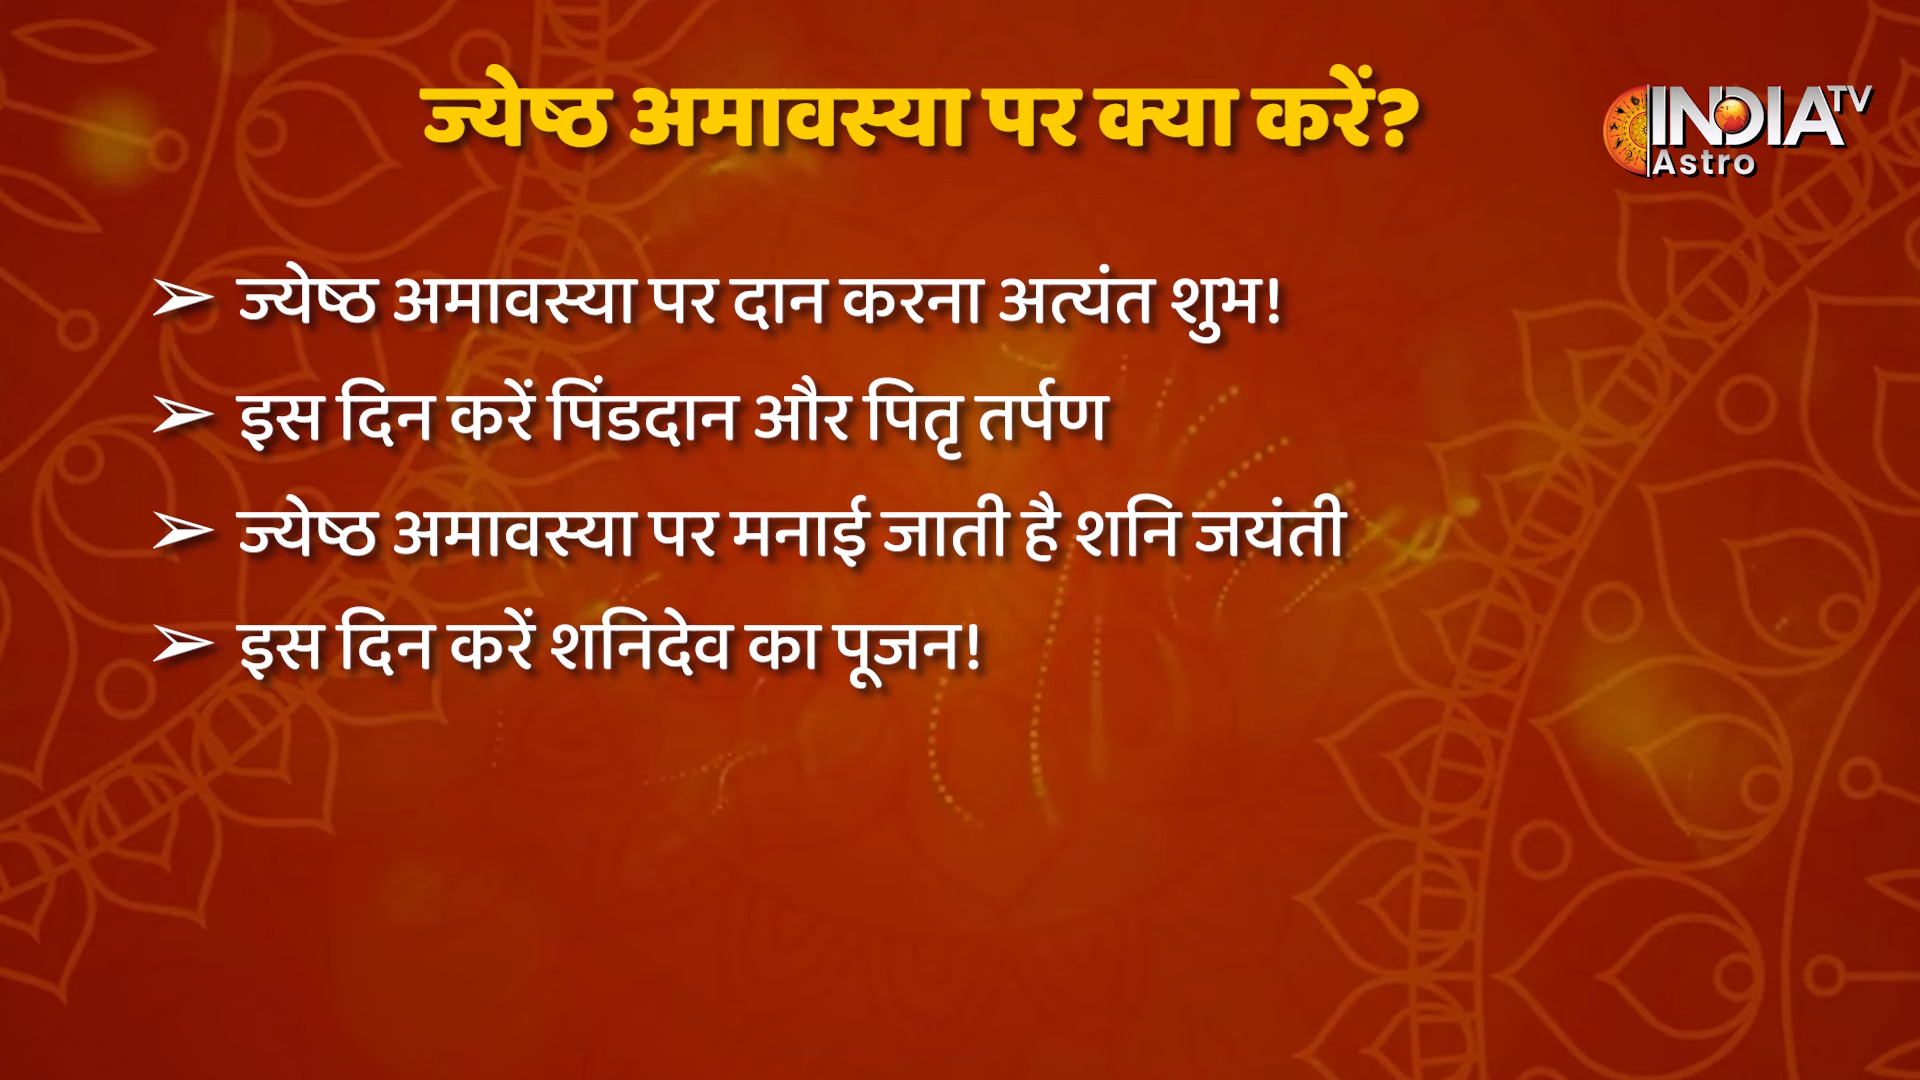 ज्येष्ठ अमावस्या पर क्या करें?
INDIA TV
Astro
➢ ज्येष्ठ अमावस्या पर दान करना अत्यंत शुभ!
➢ इस दिन करें पिंडदान और पितृ तर्पण
➢ ज्येष्ठ अमावस्या पर मनाई जाती है शनि जयंती
➢ इस दिन करें शनिदेव का पूजन!